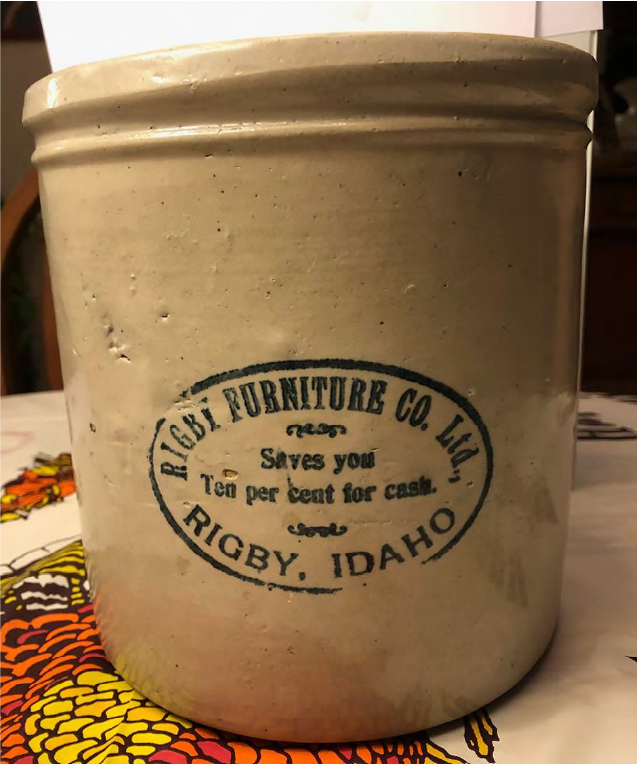 RIGBY FURNITURE CO. Ltd.,
Saves you
Ten per cent for cash.
RIGBY, IDAHO